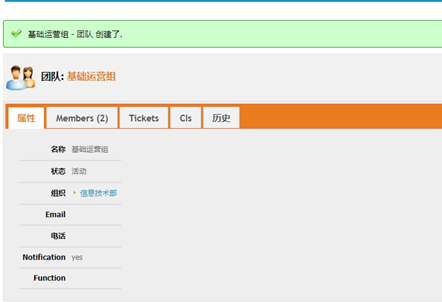 基础运营组 - 团队 创建了.
团队: 基础运营组
属性 Members (2) Tickets CIs 历史
名称 基础运营组
状态 活动
组织 信息技术部
Email
电话
Notification yes
Function